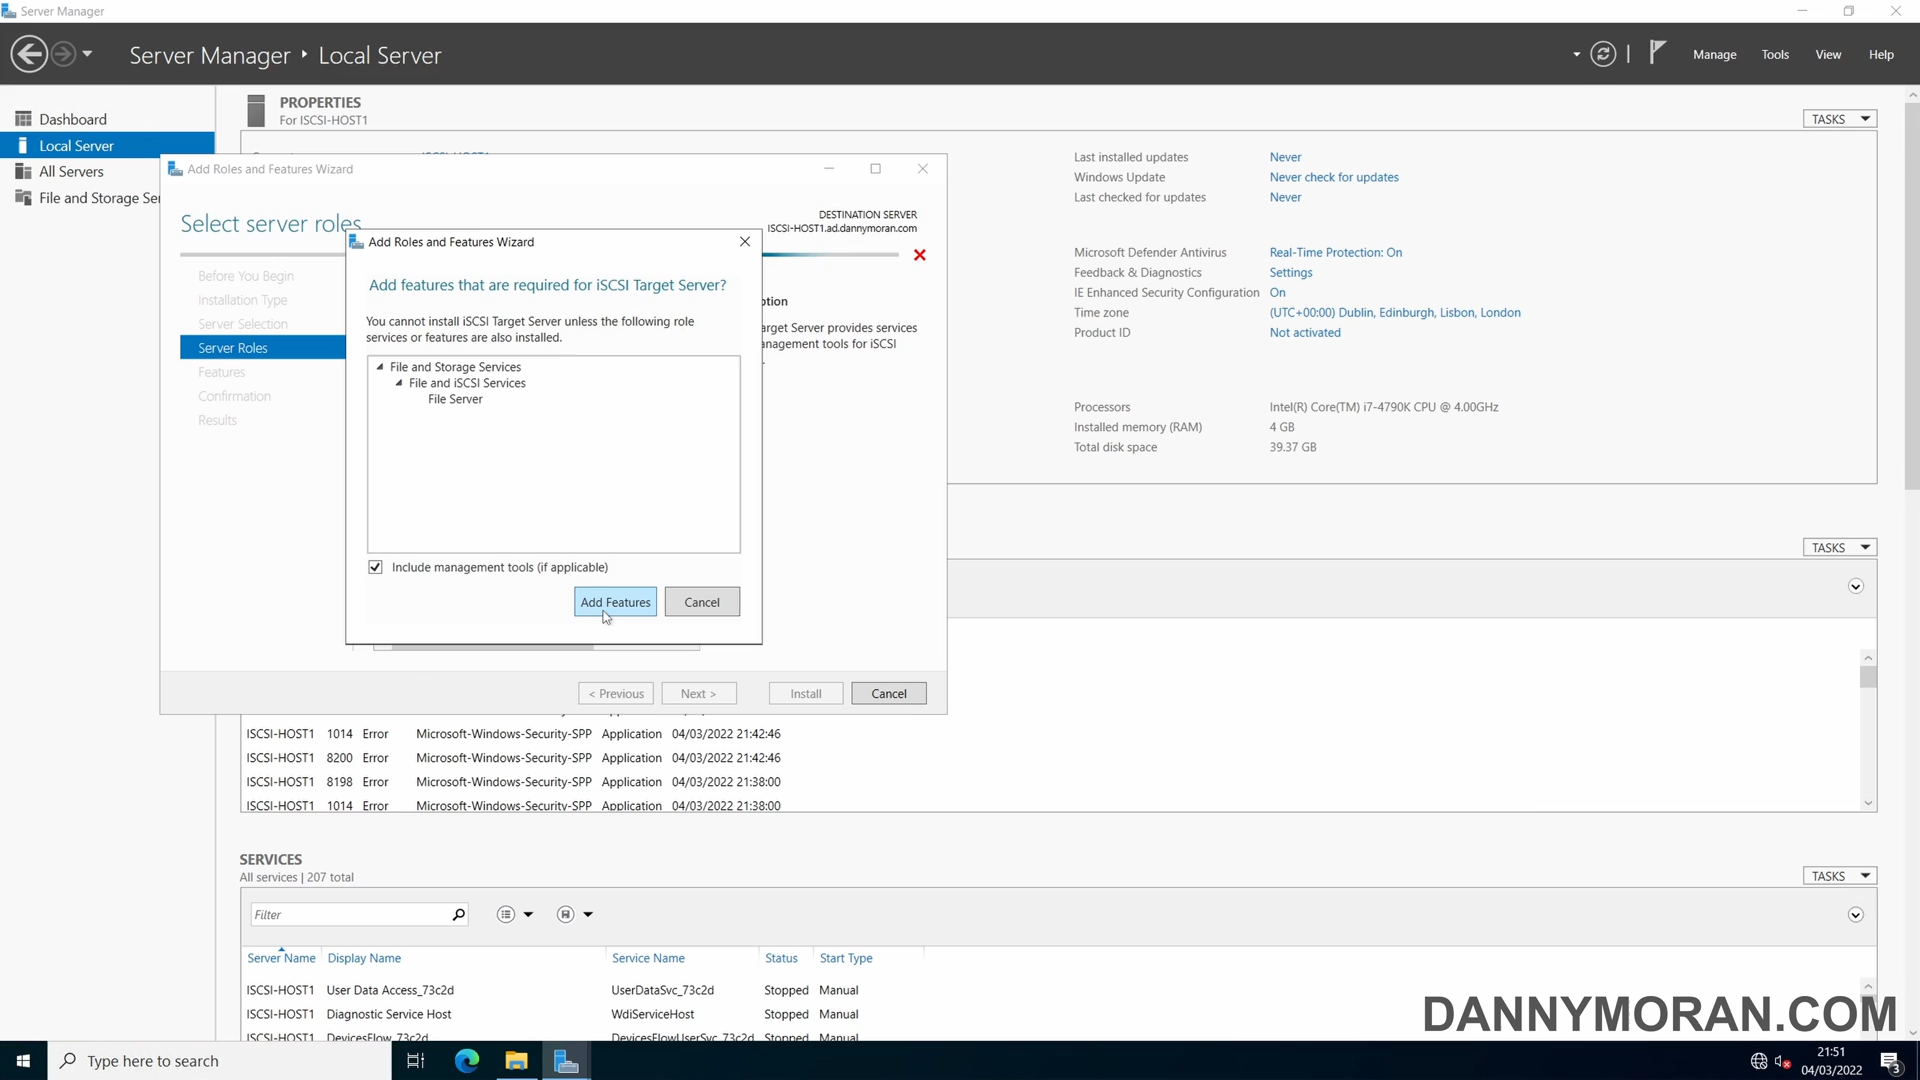 Server Manager
Server Manager ‣ Local Server
Manage
Tools
View
Help
Dashboard
Local Server
All Servers
File and Storage Se
PROPERTIES
For ISCSI-HOST1
TASKS
Last installed updates Never
Windows Update Never check for updates
Last checked for updates Never
Microsoft Defender Antivirus Real-Time Protection: On
Feedback & Diagnostics Settings
IE Enhanced Security Configuration On
Time zone (UTC+00:00) Dublin, Edinburgh, Lisbon, London
Product ID Not activated
Processors Intel(R) Core(TM) i7-4790K CPU @ 4.00GHz
Installed memory (RAM) 4 GB
Total disk space 39.37 GB
Add Roles and Features Wizard
Select server roles
DESTINATION SERVER
ISCSI-HOST1.ad.dannymoran.com
Before You Begin
Installation Type
Server Selection
Server Roles
Features
Confirmation
Results
ption
arget Server provides services
anagement tools for iSCSI
Add Roles and Features Wizard
Add features that are required for iSCSI Target Server?
You cannot install iSCSI Target Server unless the following role
services or features are also installed.
File and Storage Services
File and iSCSI Services
File Server
Include management tools (if applicable)
Add Features
Cancel
< Previous
Next >
Install
Cancel
TASKS
ISCSI-HOST1 1014 Error Microsoft-Windows-Security-SPP Application 04/03/2022 21:42:46
ISCSI-HOST1 8200 Error Microsoft-Windows-Security-SPP Application 04/03/2022 21:42:46
ISCSI-HOST1 8198 Error Microsoft-Windows-Security-SPP Application 04/03/2022 21:38:00
ISCSI-HOST1 1014 Error Microsoft-Windows-Security-SPP Application 04/03/2022 21:38:00
SERVICES
All services | 207 total
TASKS
Filter
Server Name Display Name Service Name Status Start Type
ISCSI-HOST1 User Data Access_73c2d UserDataSvc_73c2d Stopped Manual
ISCSI-HOST1 Diagnostic Service Host WdiServiceHost Stopped Manual
ISCSI-HOST1 DevicesFlow_73c2d DevicesFlowUserSvc_73c2d Stopped Manual
DANNYMORAN.COM
Type here to search
21:51
04/03/2022
3